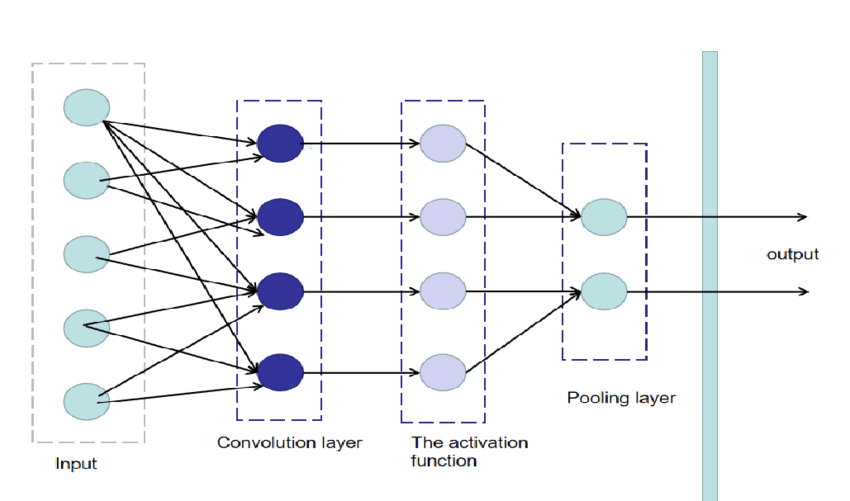 output
Pooling layer
Convolution layer
The activation
function
Input